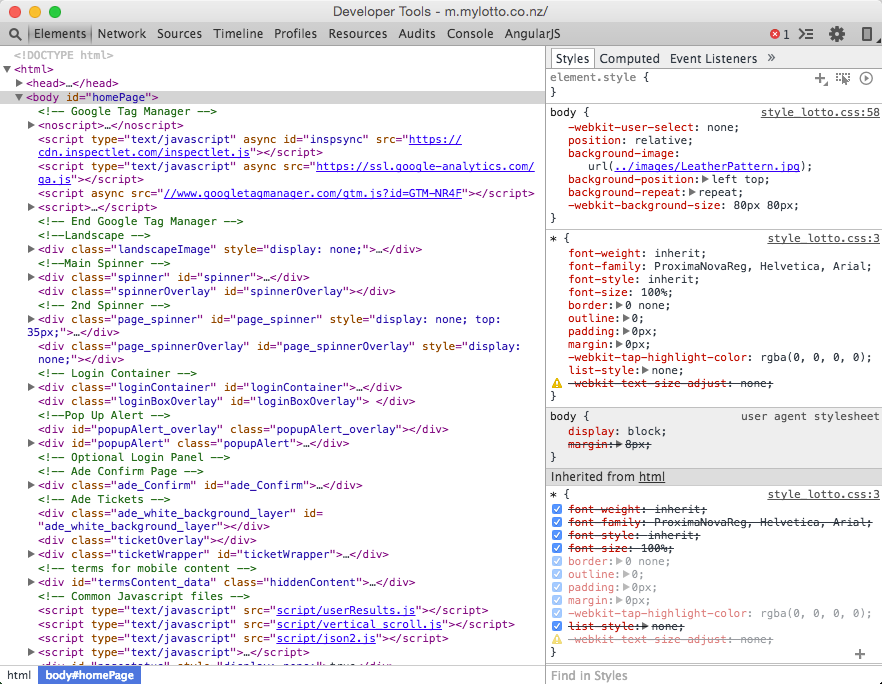 Developer Tools - m.mylotto.co.nz/
Elements Network Sources Timeline Profiles Resources Audits Console AngularJS 1
<!DOCTYPE html>
▼<html>
▶<head>…</head>
▼<body id="homePage">
<!-- Google Tag Manager -->
▶<noscript>…</noscript>
<script type="text/javascript" async id="inspsync" src="https://
cdn.inspectlet.com/inspectlet.js"></script>
<script type="text/javascript" async src="https://ssl.google-analytics.com/
ga.js"></script>
<script async src="//www.googletagmanager.com/gtm.js?id=GTM-NR4F"></script>
▶<script>…</script>
<!-- End Google Tag Manager -->
<!--Landscape -->
▶<div class="landscapeImage" style="display: none;">…</div>
<!--Main Spinner -->
▶<div class="spinner" id="spinner">…</div>
<div class="spinnerOverlay" id="spinnerOverlay"></div>
<!-- 2nd Spinner -->
▶<div class="page_spinner" id="page_spinner" style="display: none; top:
35px;">…</div>
<div class="page_spinnerOverlay" id="page_spinnerOverlay" style="display:
none;"></div>
<!-- Login Container -->
▶<div class="loginContainer" id="loginContainer">…</div>
<div class="loginBoxOverlay" id="loginBoxOverlay"> </div>
<!--Pop Up Alert -->
<div id="popupAlert_overlay" class="popupAlert_overlay"></div>
▶<div id="popupAlert" class="popupAlert">…</div>
<!-- Optional Login Panel -->
<!-- Ade Confirm Page -->
▶<div class="ade_Confirm" id="ade_Confirm">…</div>
<!-- Ade Tickets -->
<div class="ade_white_background_layer" id=
"ade_white_background_layer"></div>
<div class="ticketOverlay"></div>
▶<div class="ticketWrapper" id="ticketWrapper">…</div>
<!-- terms for mobile content -->
▶<div id="termsContent_data" class="hiddenContent">…</div>
<!-- Common Javascript files -->
<script type="text/javascript" src="script/userResults.js"></script>
<script type="text/javascript" src="script/vertical_scroll.js"></script>
<script type="text/javascript" src="script/json2.js"></script>
▶<script type="text/javascript">…</script>
html body#homePage
Styles Computed Event Listeners »
element.style {
}
body { style_lotto.css:58
-webkit-user-select: none;
position: relative;
background-image:
url(../images/LeatherPattern.jpg);
background-position:▶left top;
background-repeat:▶repeat;
-webkit-background-size: 80px 80px;
}
* { style_lotto.css:3
font-weight: inherit;
font-family: ProximaNovaReg, Helvetica, Arial;
font-style: inherit;
font-size: 100%;
border:▶0 none;
outline:▶0;
padding:▶0px;
margin:▶0px;
-webkit-tap-highlight-color: rgba(0, 0, 0, 0);
list-style:▶none;
-webkit-text-size-adjust: none;
}
body { user agent stylesheet
display: block;
margin:▶8px;
}
Inherited from html
* { style_lotto.css:3
font-weight: inherit;
font-family: ProximaNovaReg, Helvetica, Arial;
font-style: inherit;
font-size: 100%;
border:▶0 none;
outline:▶0;
padding:▶0px;
margin:▶0px;
-webkit-tap-highlight-color: rgba(0, 0, 0, 0);
list-style:▶none;
-webkit-text-size-adjust: none;
}
Find in Styles